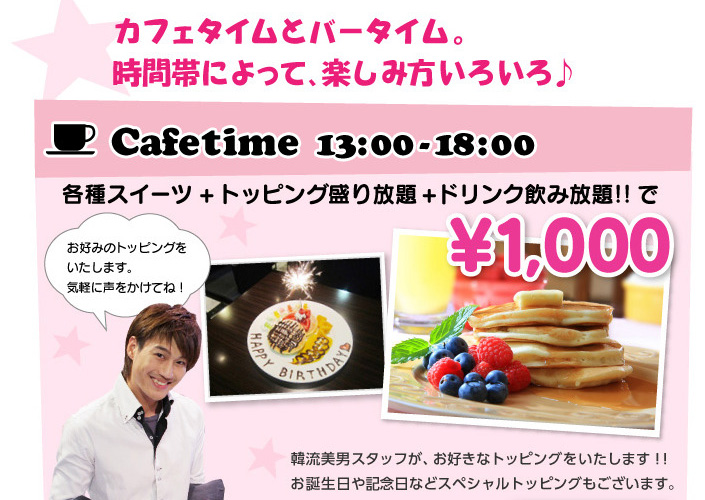 カフェタイムとバータイム。
時間帯によって、楽しみ方いろいろ♪
Cafetime 13:00-18:00
各種スイーツ+トッピング盛り放題+ドリンク飲み放題!!で
¥1,000
お好みのトッピングを
いたします。
気軽に声をかけてね!
HAPPY BIRTHDAY
韓流美男スタッフが、お好きなトッピングをいたします!!
お誕生日や記念日などスペシャルトッピングもございます。